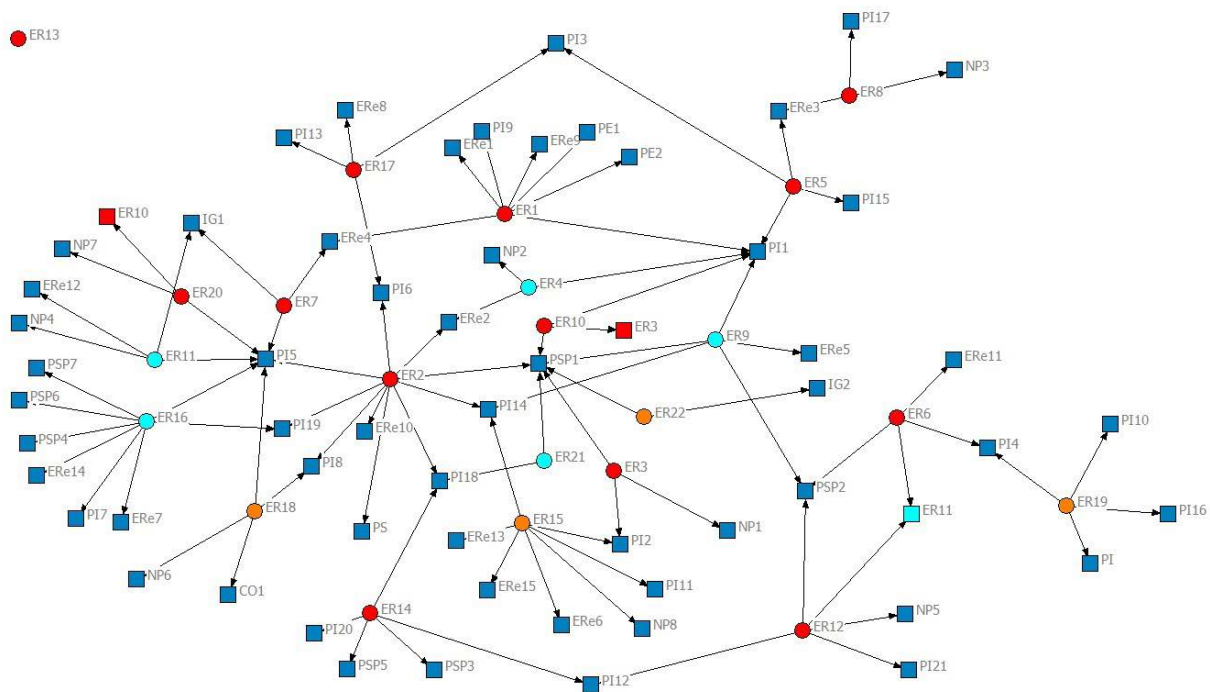 PI17
ER13
PI3
NP3
ER8
ERe8
ERe3
PI9
PE1
PI13
ERe1
ERe9
PE2
ER17
ER5
PI15
ER10
IG1
ER1
ERe4
NP7
NP2
PI1
ERe12
ER4
ER20
ER7
PI6
NP4
ERe2
ER10
ER3
ER9
ER11
PI5
PSP1
ERe5
ERe11
PSP7
ER2
IG2
PSP6
PI14
ER22
ER16
ER6
PI10
PSP4
PI19
ERe10
PI4
ERe14
PI8
ER21
ER3
PI18
PSP2
PI7
ERe7
ER18
ER11
ER19
PI16
PS
ER15
NP1
ERe13
PI2
PI
NP6
CO1
ERe15
PI11
ER14
NP5
PI20
ERe6
NP8
ER12
PSP5
PSP3
PI12
PI21